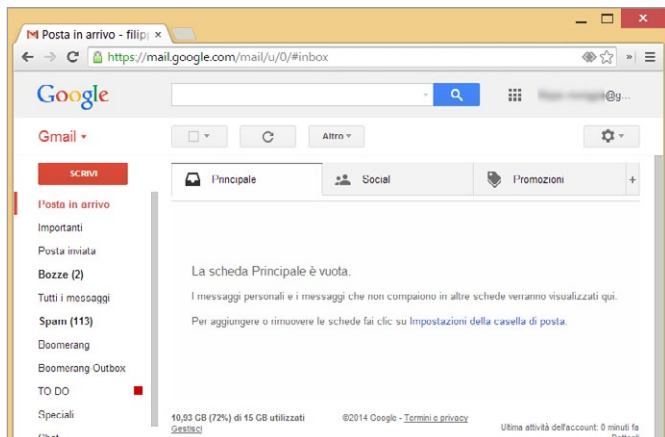 Posta in arrivo - filip
https://mail.google.com/mail/u/0/#inbox
Google
@g...
Gmail
Altro
SCRIVI
Principale
Social
Promozioni
+
Posta in arrivo
Importanti
Posta inviata
Bozze (2)
Tutti i messaggi
Spam (113)
Boomerang
Boomerang Outbox
TO DO
Speciali
Chat
La scheda Principale è vuota.
I messaggi personali e i messaggi che non compaiono in altre schede verranno visualizzati qui.
Per aggiungere o rimuovere le schede fai clic su Impostazioni della casella di posta.
10,93 GB (72%) di 15 GB utilizzati
Gestisci
©2014 Google - Termini e privacy
Ultima attività dell'account: 0 minuti fa
Dettagli